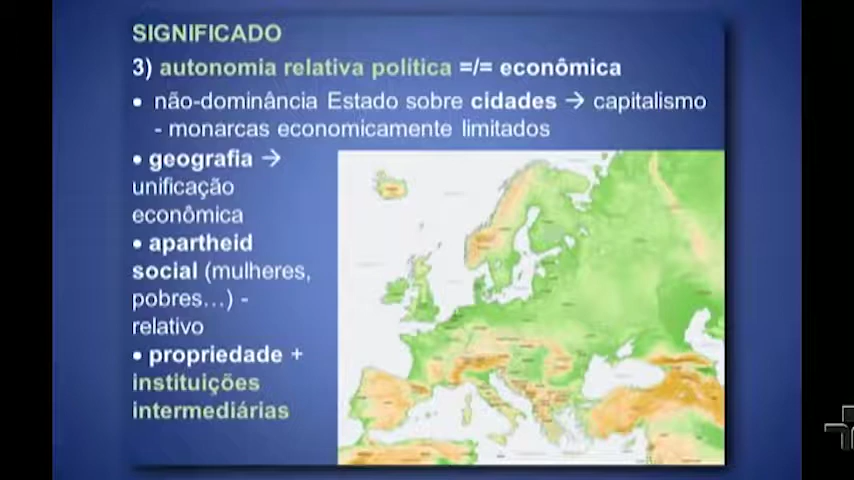 SIGNIFICADO
3) autonomia relativa política =/= econômica
• não-dominância Estado sobre cidades → capitalismo
- monarcas economicamente limitados
• geografia →
unificação
econômica
• apartheid
social (mulheres,
pobres…) -
relativo
• propriedade +
instituições
intermediárias